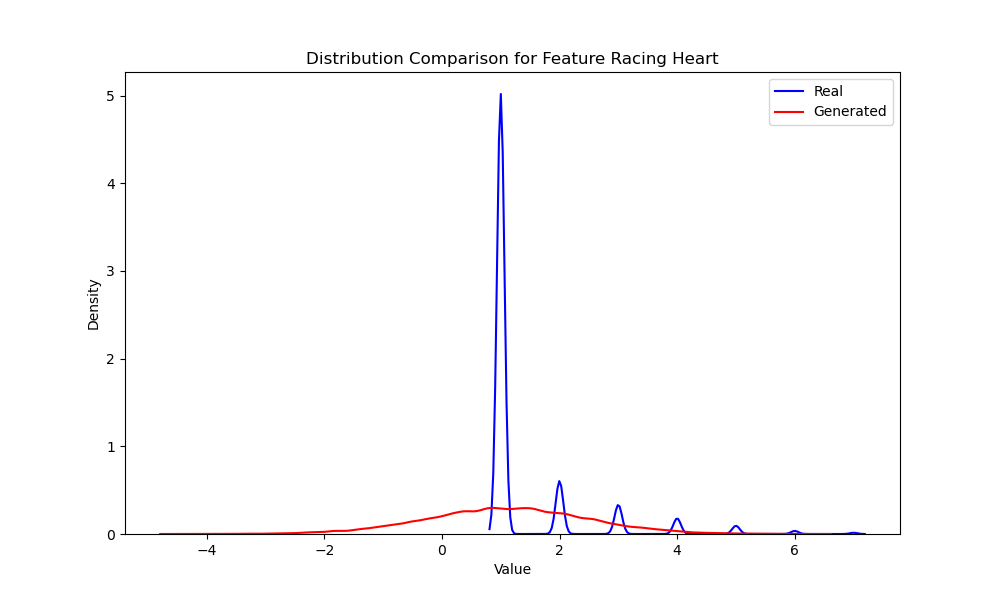 Distribution Comparison for Feature Racing Heart
Real
Generated
5
4
3
2
1
0
Density
−4
−2
0
2
4
6
Value